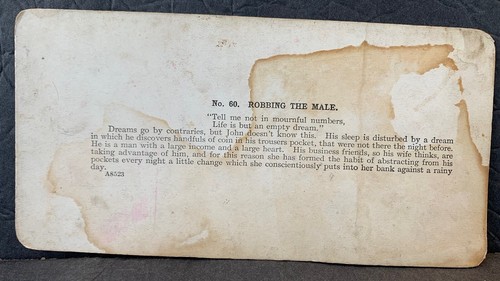 No. 60. ROBBING THE MALE.
"Tell me not in mournful numbers,
Life is but an empty dream."
Dreams go by contraries, but John doesn't know this. His sleep is disturbed by a dream
in which he discovers handfuls of coin in his trousers pocket, that were not there the night before.
He is a man with a large income and a large heart. His business friends, so his wife thinks, are
taking advantage of him, and for this reason she has formed the habit of abstracting from his
pockets every night a little change which she conscientiously puts into her bank against a rainy
day.
A8523